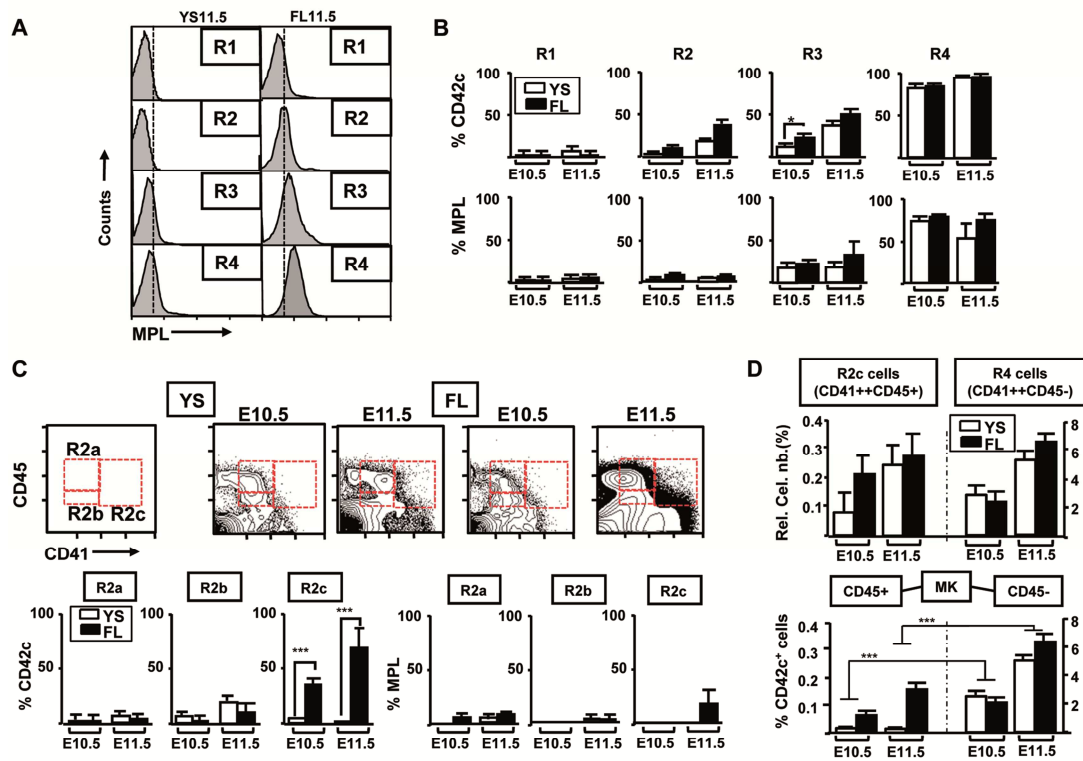 A
YS11.5
FL11.5
R1
R1
R2
R2
R3
R3
R4
R4
Counts
MPL
B
R1
R2
R3
R4
% CD42c
100
50
YS
FL
E10.5
E11.5
100
50
E10.5
E11.5
100
50
*
E10.5
E11.5
100
50
E10.5
E11.5
% MPL
100
50
E10.5
E11.5
100
50
E10.5
E11.5
100
50
E10.5
E11.5
100
50
E10.5
E11.5
C
YS
FL
E10.5
E11.5
E10.5
E11.5
CD45
R2a
R2b
R2c
CD41
R2a
R2b
R2c
R2a
R2b
R2c
% CD42c
100
50
YS
FL
E10.5
E11.5
100
50
E10.5
E11.5
100
50
***
***
E10.5
E11.5
% MPL
100
50
E10.5
E11.5
100
50
E10.5
E11.5
100
50
E10.5
E11.5
D
R2c cells
(CD41++CD45+)
R4 cells
(CD41++CD45-)
Rel. Cel. nb.(%)
0.4
0.3
0.2
0.1
YS
FL
8
6
4
2
E10.5
E11.5
E10.5
E11.5
CD45+
MK
CD45-
% CD42c+ cells
0.4
0.3
0.2
0.1
***
***
8
6
4
2
E10.5
E11.5
E10.5
E11.5